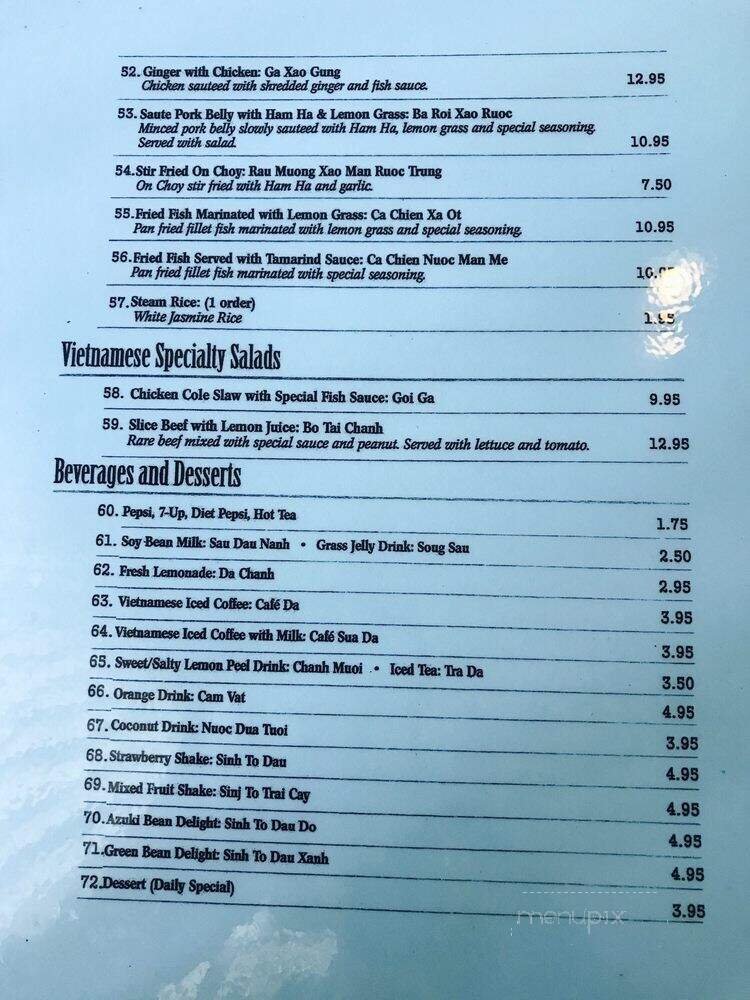 52. Ginger with Chicken: Ga Xao Gung
Chicken sauteed with shredded ginger and fish sauce. 12.95
53. Saute Pork Belly with Ham Ha & Lemon Grass: Ba Roi Xao Ruoc
Minced pork belly slowly sauteed with Ham Ha, lemon grass and special seasoning.
Served with salad. 10.95
54. Stir Fried On Choy: Rau Muong Xao Man Ruoc Trung
On Choy stir fried with Ham Ha and garlic. 7.50
55. Fried Fish Marinated with Lemon Grass: Ca Chien Xa Ot
Pan fried fillet fish marinated with lemon grass and special seasoning. 10.95
56. Fried Fish Served with Tamarind Sauce: Ca Chien Nuoc Man Me
Pan fried fillet fish marinated with special seasoning.
57. Steam Rice: (1 order)
White Jasmine Rice 1.95
Vietnamese Specialty Salads
58. Chicken Cole Slaw with Special Fish Sauce: Goi Ga 9.95
59. Slice Beef with Lemon Juice: Bo Tai Chanh
Rare beef mixed with special sauce and peanut. Served with lettuce and tomato. 12.95
Beverages and Desserts
60. Pepsi, 7-Up, Diet Pepsi, Hot Tea 1.75
61. Soy Bean Milk: Sau Dau Nanh • Grass Jelly Drink: Soug Sau 2.50
62. Fresh Lemonade: Da Chanh 2.95
63. Vietnamese Iced Coffee: Café Da 3.95
64. Vietnamese Iced Coffee with Milk: Café Sua Da 3.95
65. Sweet/Salty Lemon Peel Drink: Chanh Muoi • Iced Tea: Tra Da 3.50
66. Orange Drink: Cam Vat 4.95
67. Coconut Drink: Nuoc Dua Tuoi 3.95
68. Strawberry Shake: Sinh To Dau 4.95
69. Mixed Fruit Shake: Sinj To Trai Cay 4.95
70. Azuki Bean Delight: Sinh To Dau Do 4.95
71. Green Bean Delight: Sinh To Dau Xanh 4.95
72. Dessert (Daily Special) 3.95
menupix